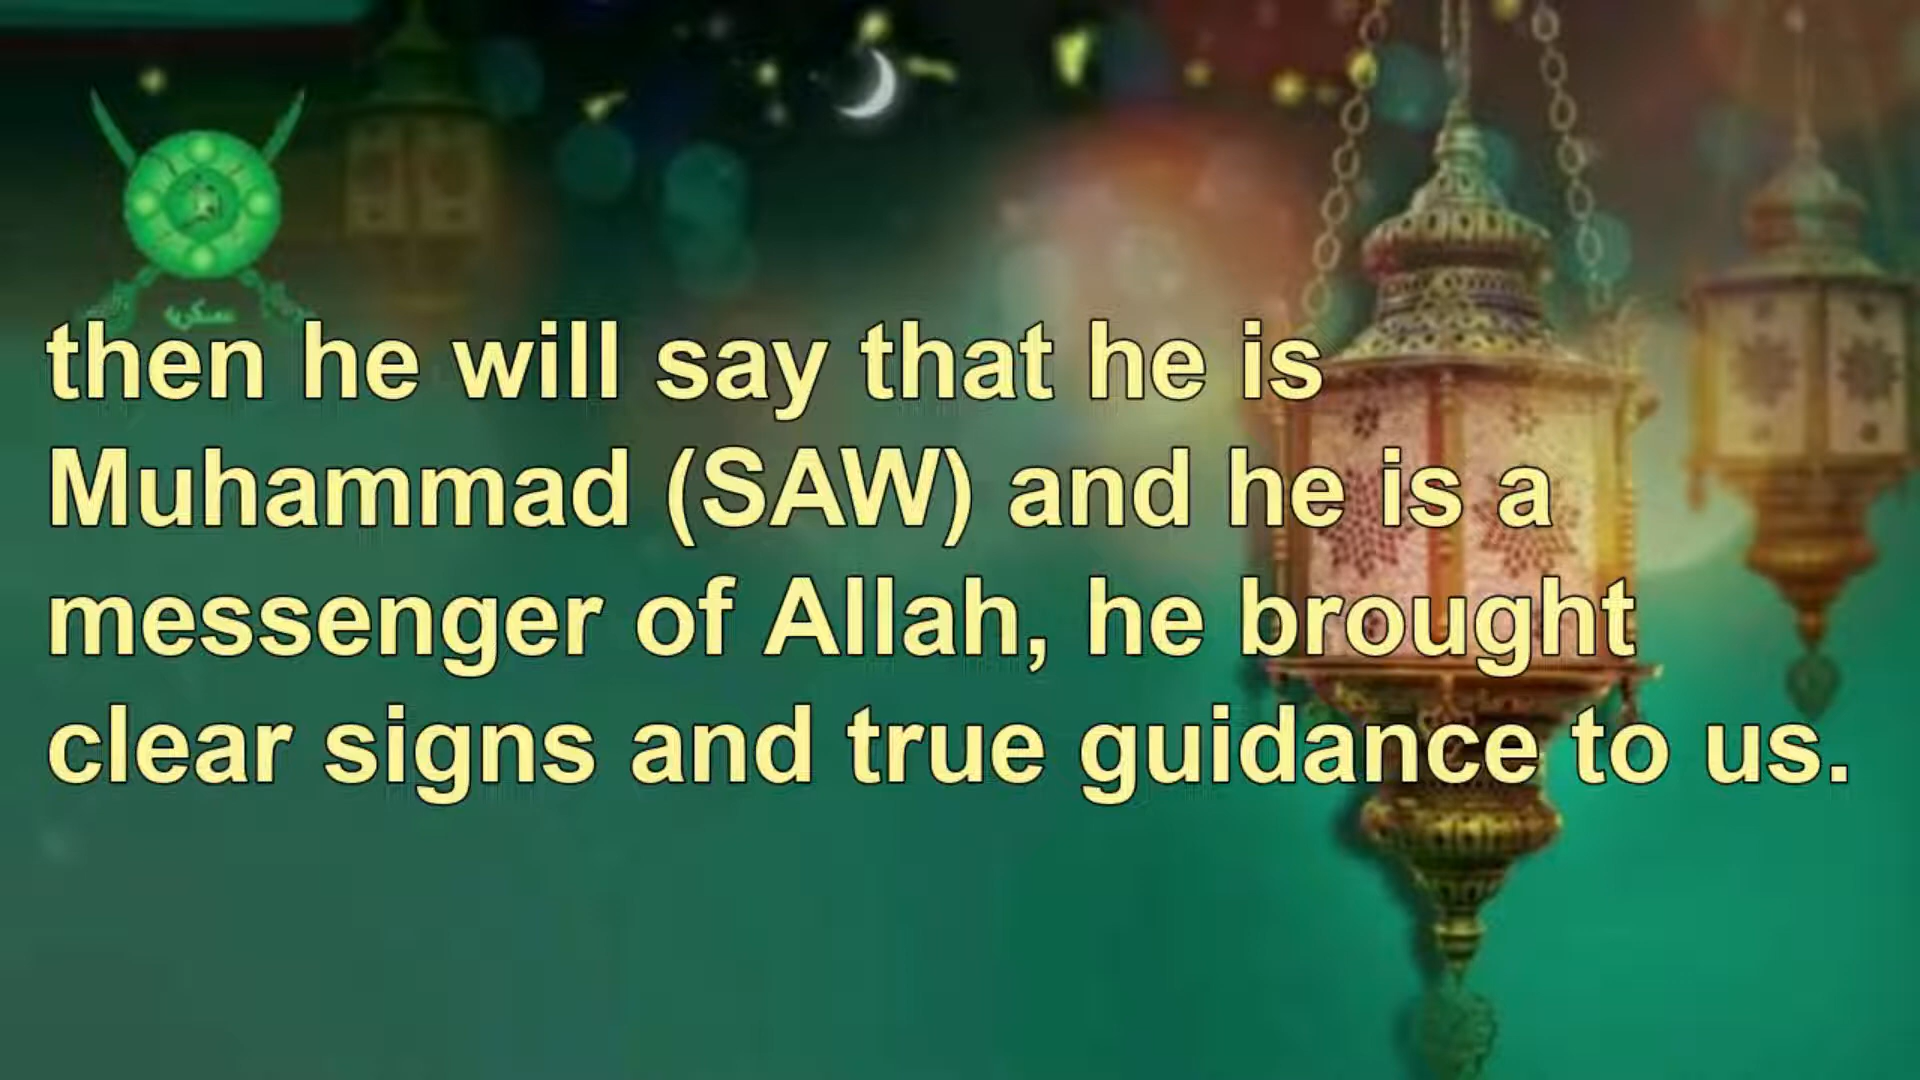 عسكريه
then he will say that he is
Muhammad (SAW) and he is a
messenger of Allah, he brought
clear signs and true guidance to us.